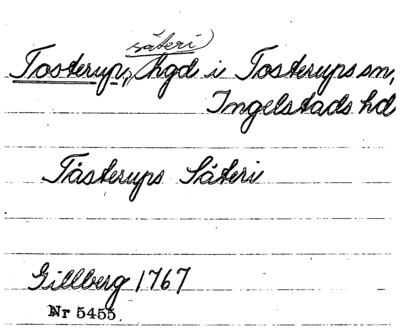 säteri)
Tosterup, hgd i Tosterups sn,
Ingelstads hd
Tåsterups Säteri
Gillberg 1767
Nr 5455